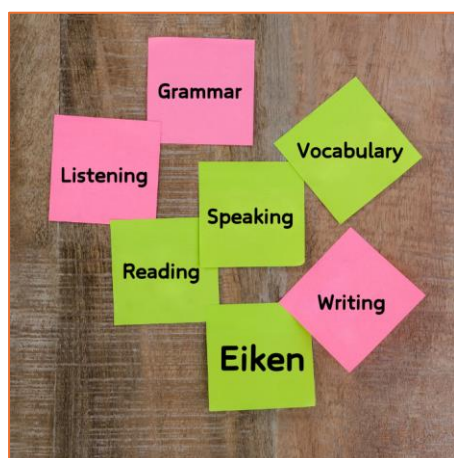 Grammar
Vocabulary
Listening
Speaking
Reading
Writing
Eiken